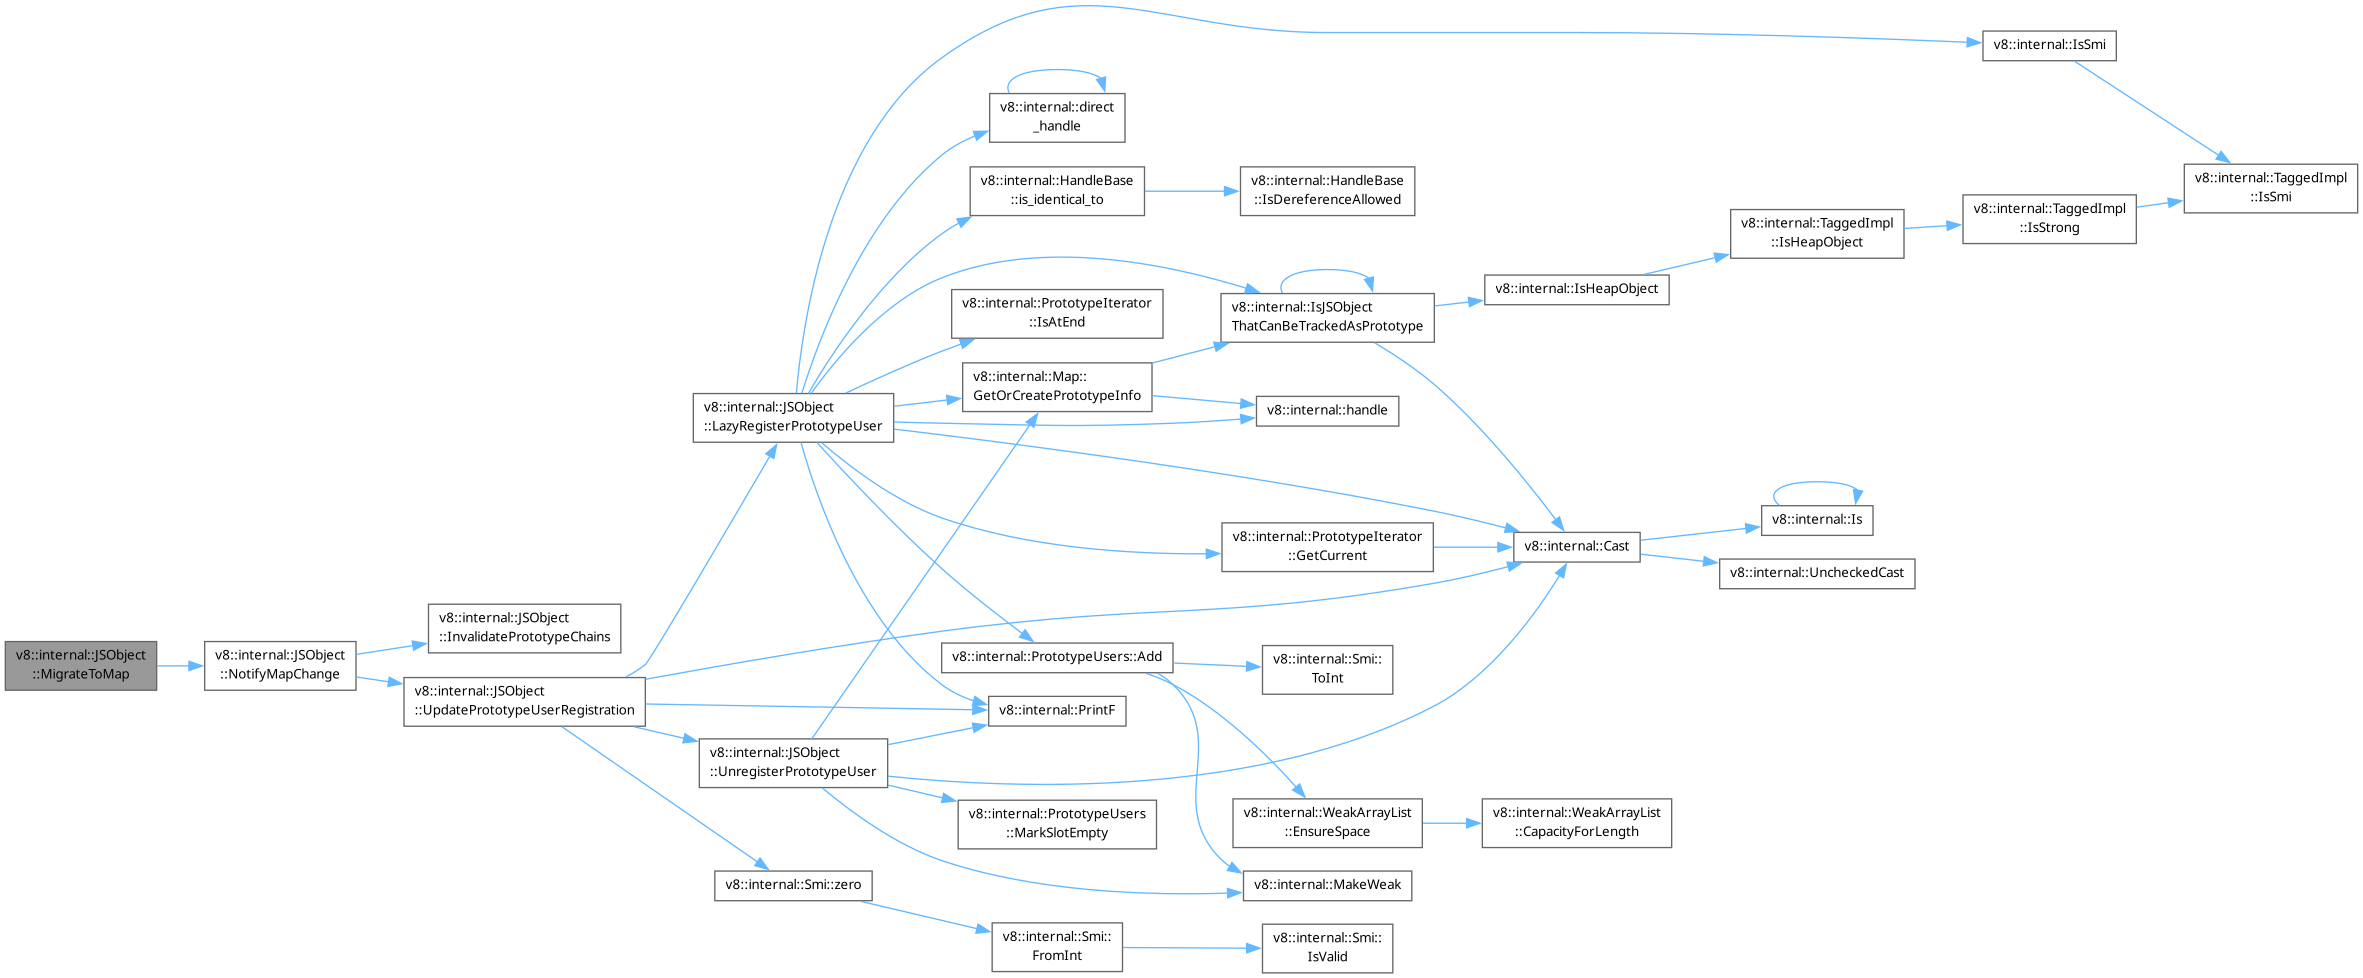 v8::internal::JSObject
::MigrateToMap
v8::internal::JSObject
::NotifyMapChange
v8::internal::JSObject
::InvalidatePrototypeChains
v8::internal::JSObject
::UpdatePrototypeUserRegistration
v8::internal::JSObject
::LazyRegisterPrototypeUser
v8::internal::JSObject
::UnregisterPrototypeUser
v8::internal::Smi::zero
v8::internal::direct
_handle
v8::internal::HandleBase
::is_identical_to
v8::internal::PrototypeIterator
::IsAtEnd
v8::internal::Map::
GetOrCreatePrototypeInfo
v8::internal::PrototypeUsers::Add
v8::internal::PrintF
v8::internal::PrototypeUsers
::MarkSlotEmpty
v8::internal::Smi::
FromInt
v8::internal::HandleBase
::IsDereferenceAllowed
v8::internal::IsJSObject
ThatCanBeTrackedAsPrototype
v8::internal::handle
v8::internal::PrototypeIterator
::GetCurrent
v8::internal::Smi::
ToInt
v8::internal::WeakArrayList
::EnsureSpace
v8::internal::MakeWeak
v8::internal::Smi::
IsValid
v8::internal::IsHeapObject
v8::internal::Cast
v8::internal::WeakArrayList
::CapacityForLength
v8::internal::TaggedImpl
::IsHeapObject
v8::internal::Is
v8::internal::UncheckedCast
v8::internal::IsSmi
v8::internal::TaggedImpl
::IsStrong
v8::internal::TaggedImpl
::IsSmi